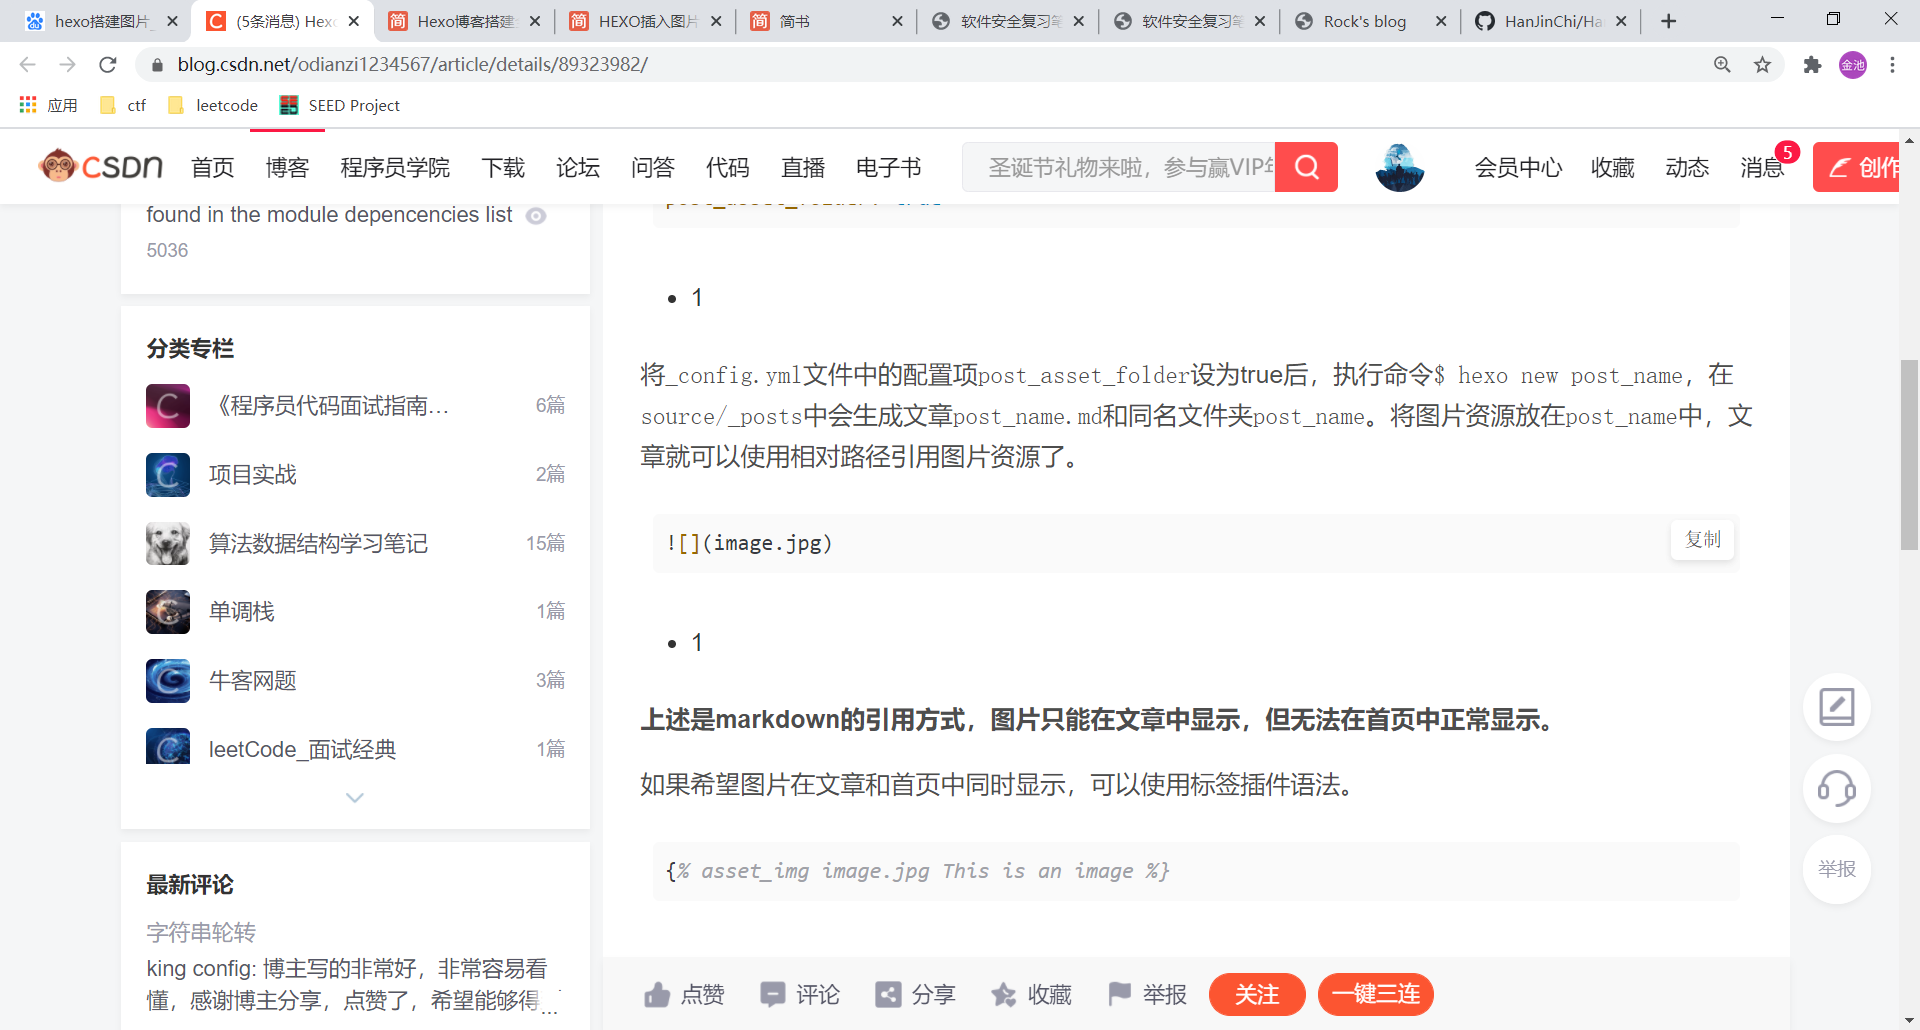 hexo搭建图片_
(5条消息) Hexo
Hexo博客搭建
HEXO插入图片
简书
软件安全复习笔
软件安全复习笔
Rock's blog
HanJinChi/Ha
blog.csdn.net/odianzi1234567/article/details/89323982/
金池
应用
ctf
leetcode
SEED Project
CSDN
首页
博客
程序员学院
下载
论坛
问答
代码
直播
电子书
圣诞节礼物来啦，参与赢VIP年
会员中心
收藏
动态
消息
5
创作
found in the module depencencies list
5036
分类专栏
《程序员代码面试指南... 6篇
项目实战 2篇
算法数据结构学习笔记 15篇
单调栈 1篇
牛客网题 3篇
leetCode_面试经典 1篇
最新评论
字符串轮转
king config: 博主写的非常好，非常容易看
懂，感谢博主分享，点赞了，希望能够得...
post_asset_folder: true
1
将_config.yml文件中的配置项post_asset_folder设为true后，执行命令$ hexo new post_name，在
source/_posts中会生成文章post_name.md和同名文件夹post_name。将图片资源放在post_name中，文
章就可以使用相对路径引用图片资源了。
![](image.jpg)
复制
1
上述是markdown的引用方式，图片只能在文章中显示，但无法在首页中正常显示。
如果希望图片在文章和首页中同时显示，可以使用标签插件语法。
{% asset_img image.jpg This is an image %}
点赞
评论
分享
收藏
举报
关注
一键三连
举报